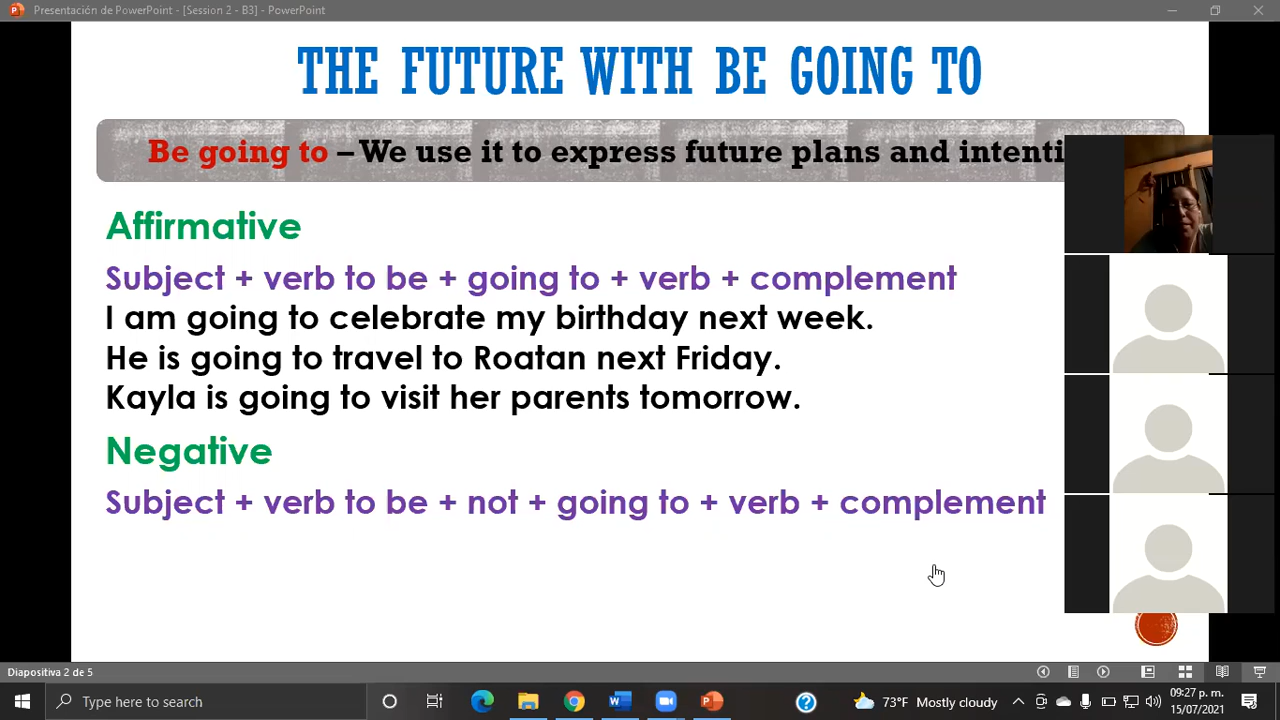 Presentación de PowerPoint - [Session 2 - B3] - PowerPoint
THE FUTURE WITH BE GOING TO
Be going to – We use it to express future plans and intenti
Affirmative
Subject + verb to be + going to + verb + complement
I am going to celebrate my birthday next week.
He is going to travel to Roatan next Friday.
Kayla is going to visit her parents tomorrow.
Negative
Subject + verb to be + not + going to + verb + complement
Diapositiva 2 de 5
Type here to search
73°F Mostly cloudy
09:27 p. m.
15/07/2021